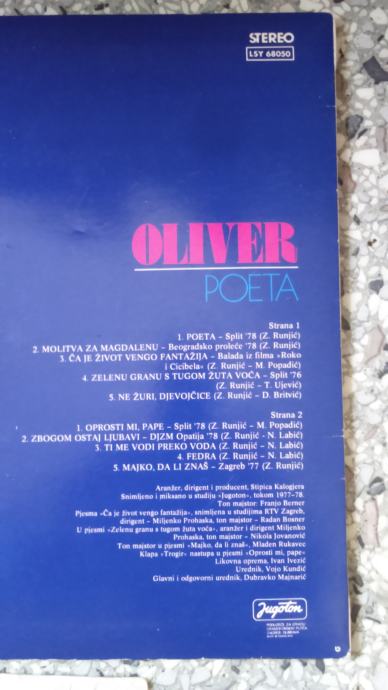 STEREO
LSY 68050
OLIVER
POETA
Strana 1
1. POETA – Split '78 (Z. Runjić)
2. MOLITVA ZA MAGDALENU – Beogradsko proleće '78 (Z. Runjić)
3. ČA JE ŽIVOT VENGO FANTAŽIJA – Balada iz filma »Roko
i Cicibela« (Z. Runjić – M. Popadić)
4. ZELENU GRANU S TUGOM ŽUTA VOĆA – Split '76
(Z. Runjić – T. Ujević)
5. NE ŽURI, DJEVOJČICE (Z. Runjić – D. Britvić)
Strana 2
1. OPROSTI MI, PAPE – Split '78 (Z. Runjić – M. Popadić)
2. ZBOGOM OSTAJ LJUBAVI – DJZM Opatija '78 (Z. Runjić - N. Labić)
3. TI ME VODI PREKO VODA (Z. Runjić – N. Labić)
4. FEDRA (Z. Runjić – N. Labić)
5. MAJKO, DA LI ZNAŠ – Zagreb '77 (Z. Runjić)
Aranžer, dirigent i producent, Stipica Kalogjera
Snimljeno i miksano u studiju »Jugoton«, tokom 1977-78.
Ton majstor: Franjo Berner
Pjesma »Ča je život vengo fantažija«, snimljena u studijima RTV Zagreb,
dirigent – Miljenko Prohaska, ton majstor – Radan Bosner
U pjesmi »Zelenu granu s tugom žuta voća«, aranžer i dirigent Miljenko
Prohaska, ton majstor – Nikola Jovanović
Ton majstor u pjesmi »Majko, da li znaš«, Mladen Rukavec
Klapa »Trogir« nastupa u pjesmi »Oprosti mi, pape«
Likovna oprema, Ivan Ivezić
Urednik, Vojo Kundić
Glavni i odgovorni urednik, Dubravko Majnarić
Jugoton